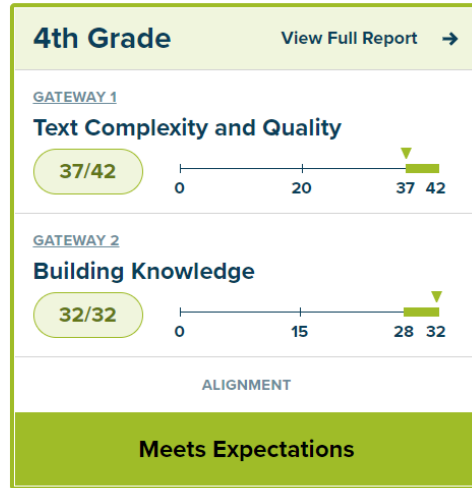 4th Grade View Full Report →
GATEWAY 1
Text Complexity and Quality
37/42
0 20 37 42
GATEWAY 2
Building Knowledge
32/32
0 15 28 32
ALIGNMENT
Meets Expectations